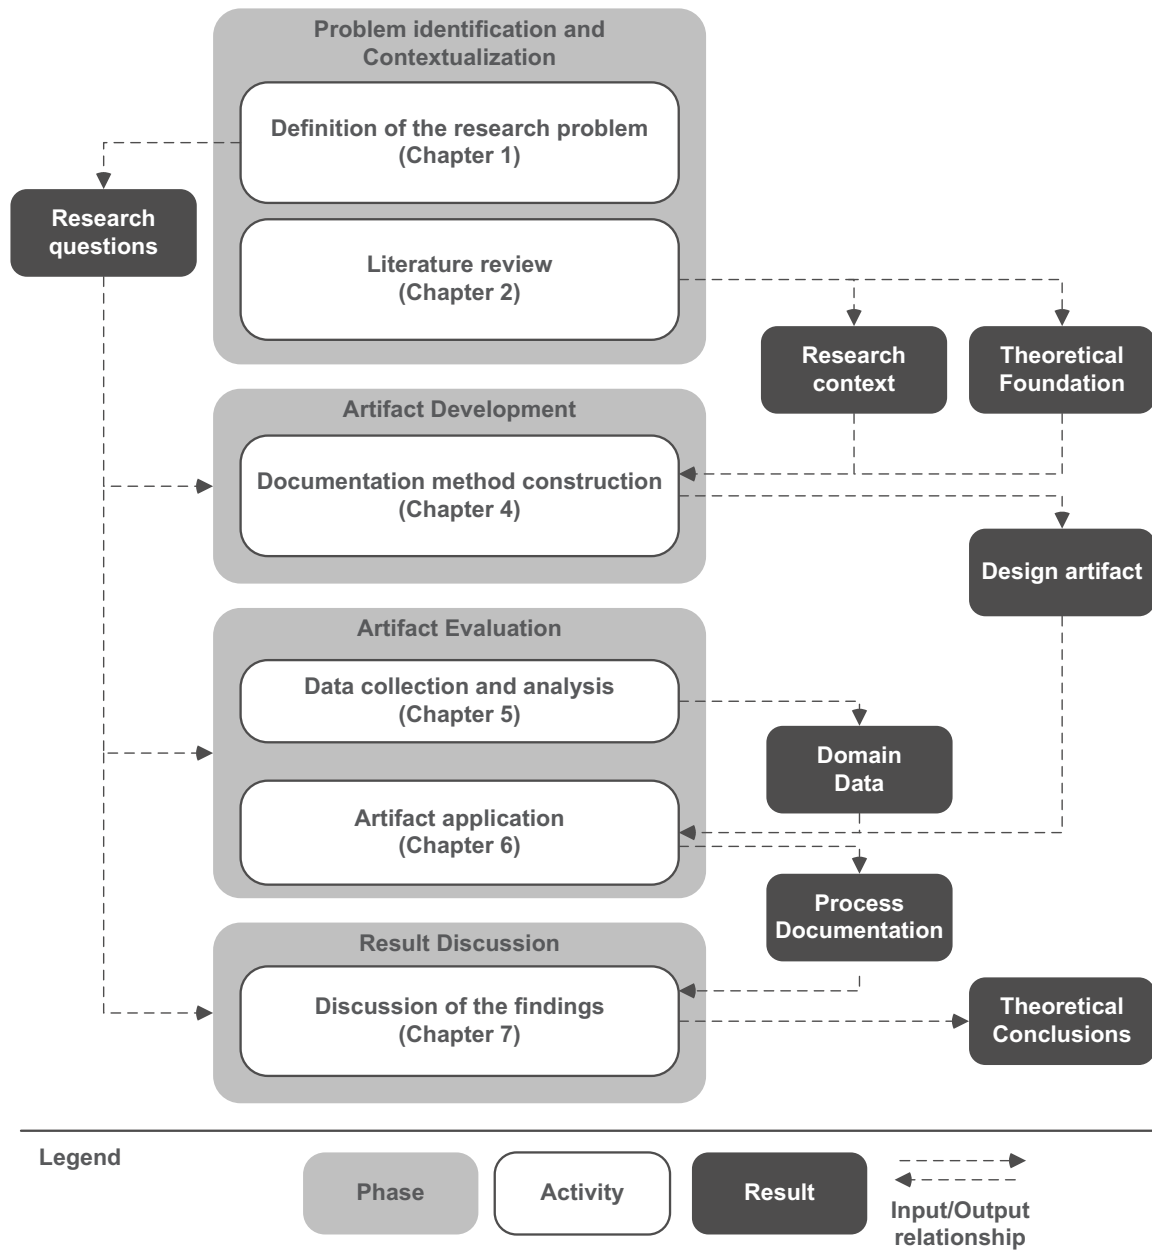 Problem identification and
Contextualization
Definition of the research problem
(Chapter 1)
Research
questions
Literature review
(Chapter 2)
Research
context
Theoretical
Foundation
Artifact Development
Documentation method construction
(Chapter 4)
Design artifact
Artifact Evaluation
Data collection and analysis
(Chapter 5)
Domain
Data
Artifact application
(Chapter 6)
Process
Documentation
Result Discussion
Discussion of the findings
(Chapter 7)
Theoretical
Conclusions
Legend
Phase
Activity
Result
Input/Output
relationship